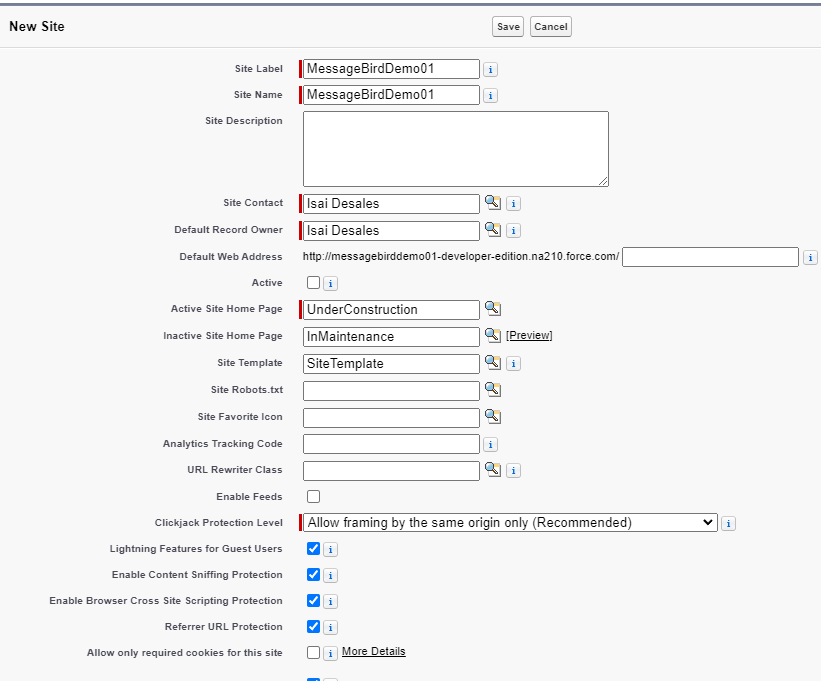 New Site Save Cancel
Site Label MessageBirdDemo01 i
Site Name MessageBirdDemo01 i
Site Description
Site Contact Isai Desales i
Default Record Owner Isai Desales i
Default Web Address http://messagebirddemo01-developer-edition.na210.force.com/ i
Active i
Active Site Home Page UnderConstruction
Inactive Site Home Page InMaintenance [Preview]
Site Template SiteTemplate i
Site Robots.txt
Site Favorite Icon
Analytics Tracking Code i
URL Rewriter Class i
Enable Feeds
Clickjack Protection Level Allow framing by the same origin only (Recommended) i
Lightning Features for Guest Users i
Enable Content Sniffing Protection i
Enable Browser Cross Site Scripting Protection i
Referrer URL Protection i
Allow only required cookies for this site i More Details